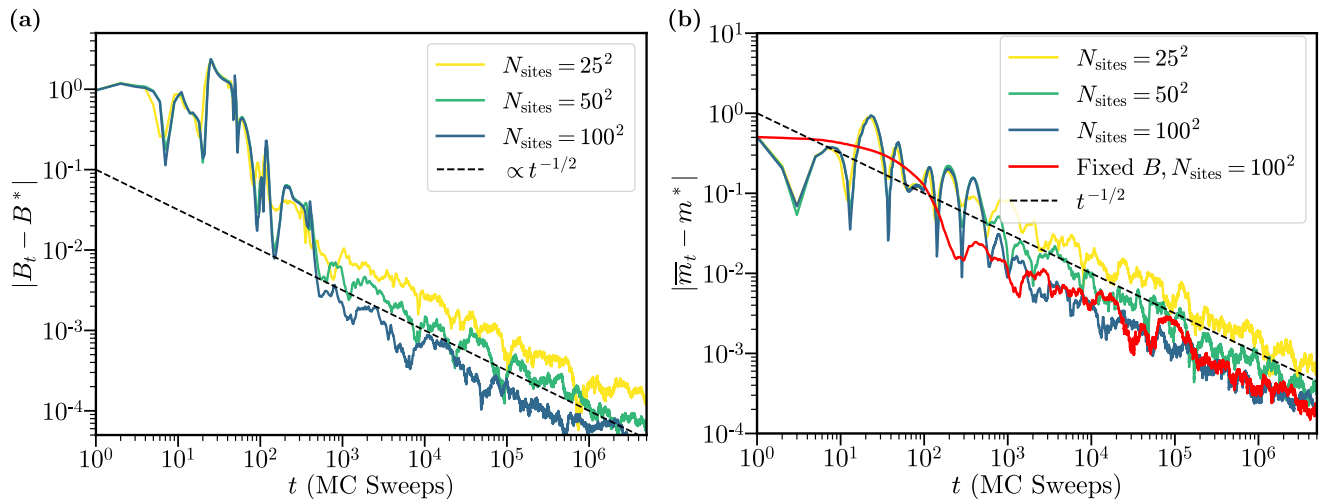 (a)
|B_t − B^*|
10^0
10^{-1}
10^{-2}
10^{-3}
10^{-4}
N_sites = 25^2
N_sites = 50^2
N_sites = 100^2
∝ t^{-1/2}
10^0 10^1 10^2 10^3 10^4 10^5 10^6
t (MC Sweeps)
(b)
|m̅_t − m^*|
10^1
10^0
10^{-1}
10^{-2}
10^{-3}
10^{-4}
N_sites = 25^2
N_sites = 50^2
N_sites = 100^2
Fixed B, N_sites = 100^2
t^{-1/2}
10^0 10^1 10^2 10^3 10^4 10^5 10^6
t (MC Sweeps)